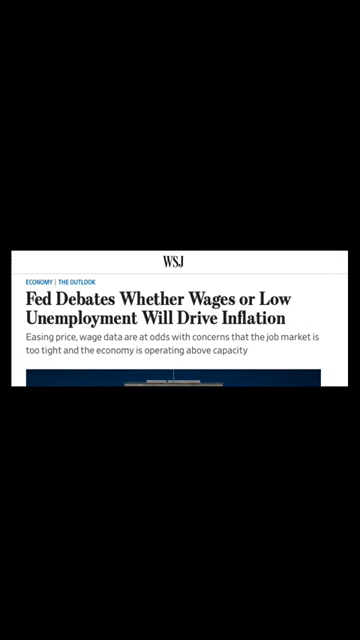 WSJ
ECONOMY | THE OUTLOOK
Fed Debates Whether Wages or Low
Unemployment Will Drive Inflation
Easing price, wage data are at odds with concerns that the job market is
too tight and the economy is operating above capacity